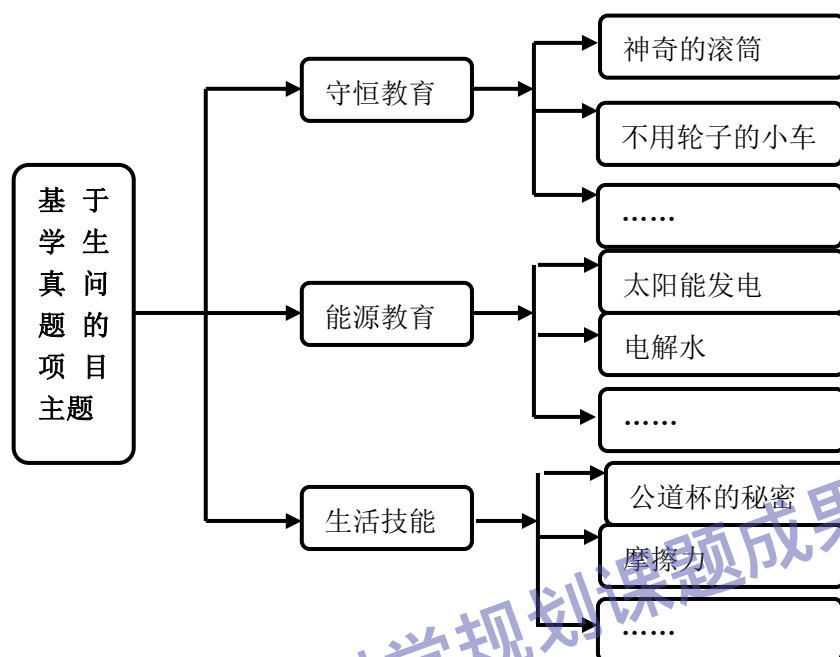 神奇的滚筒
守恒教育
不用轮子的小车
基于
学生
真问
题的
项目
主题
……
太阳能发电
能源教育
电解水
……
公道杯的秘密
生活技能
摩擦力
……
学规划课题成果